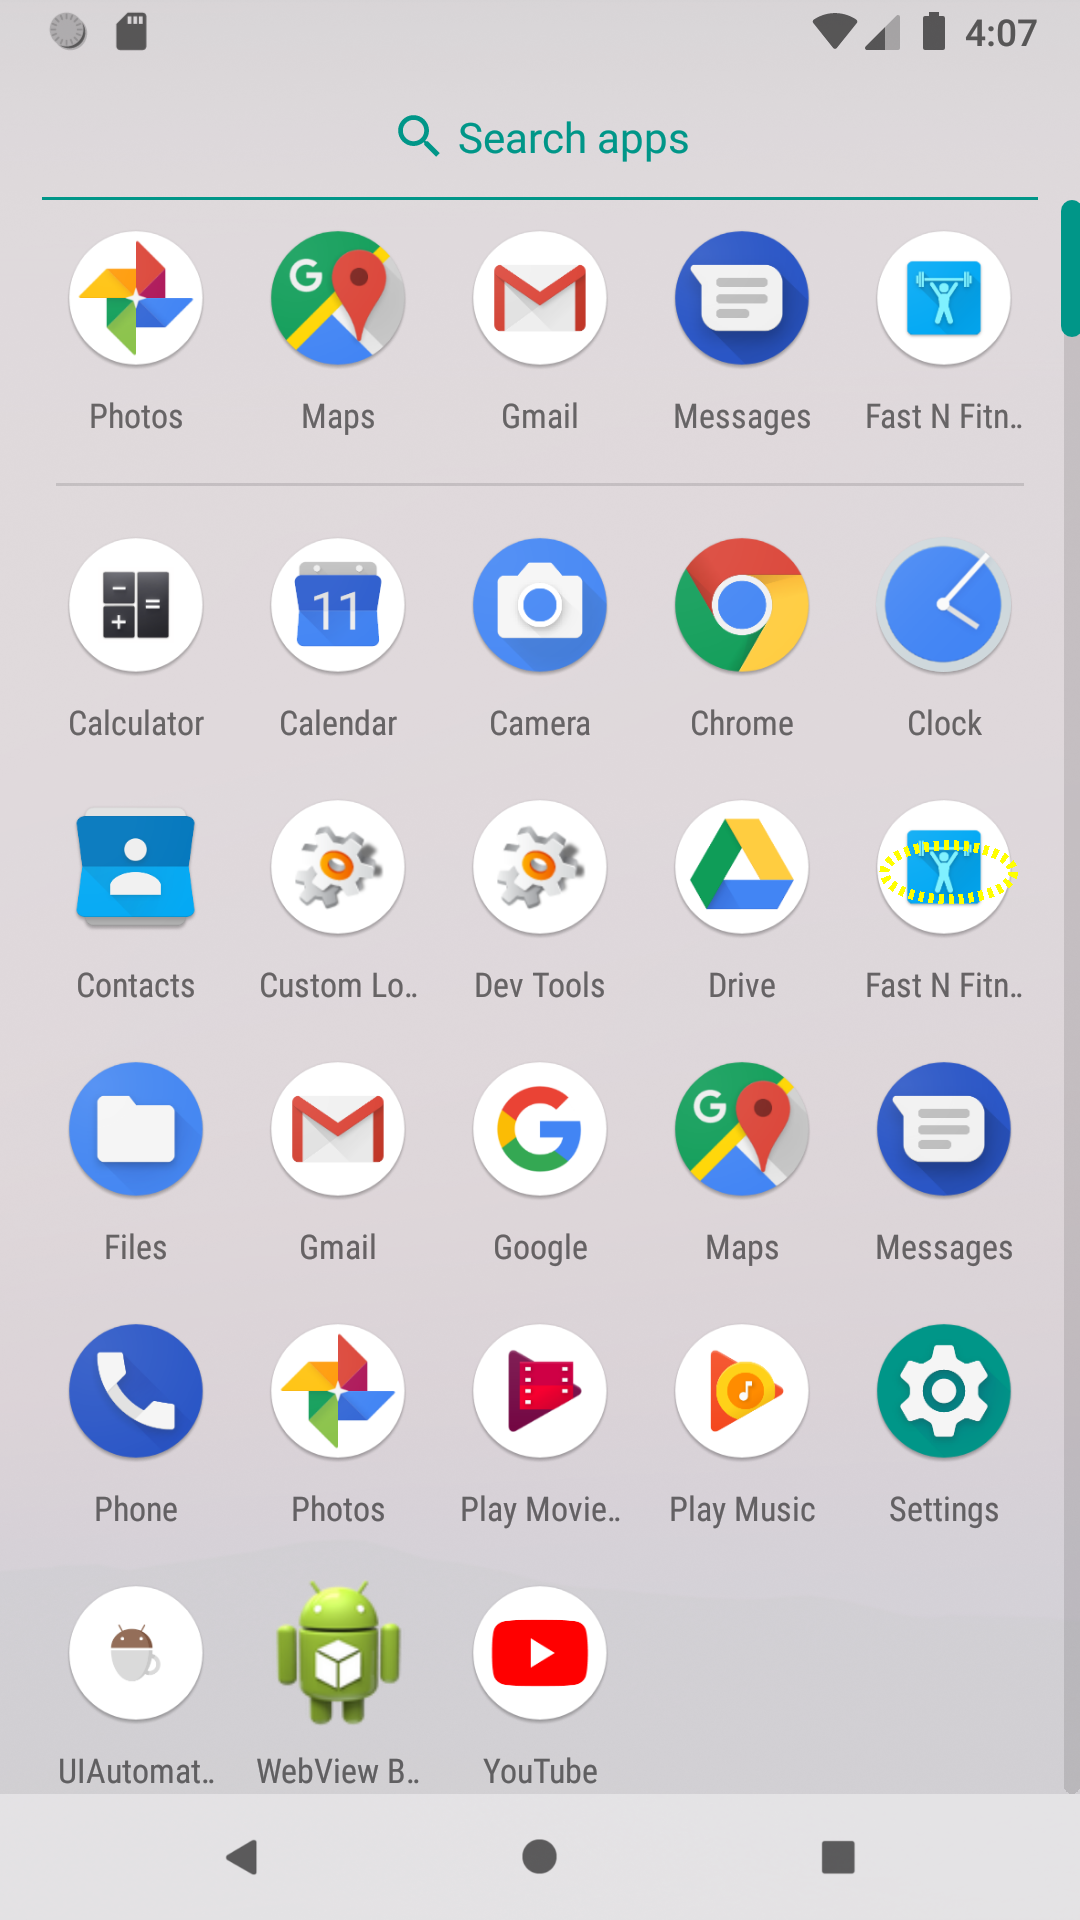 4:07
Search apps
Photos Maps Gmail Messages Fast N Fitn..
11
Calculator Calendar Camera Chrome Clock
Contacts Custom Lo.. Dev Tools Drive Fast N Fitn..
Files Gmail Google Maps Messages
Phone Photos Play Movie.. Play Music Settings
UIAutomat.. WebView B.. YouTube